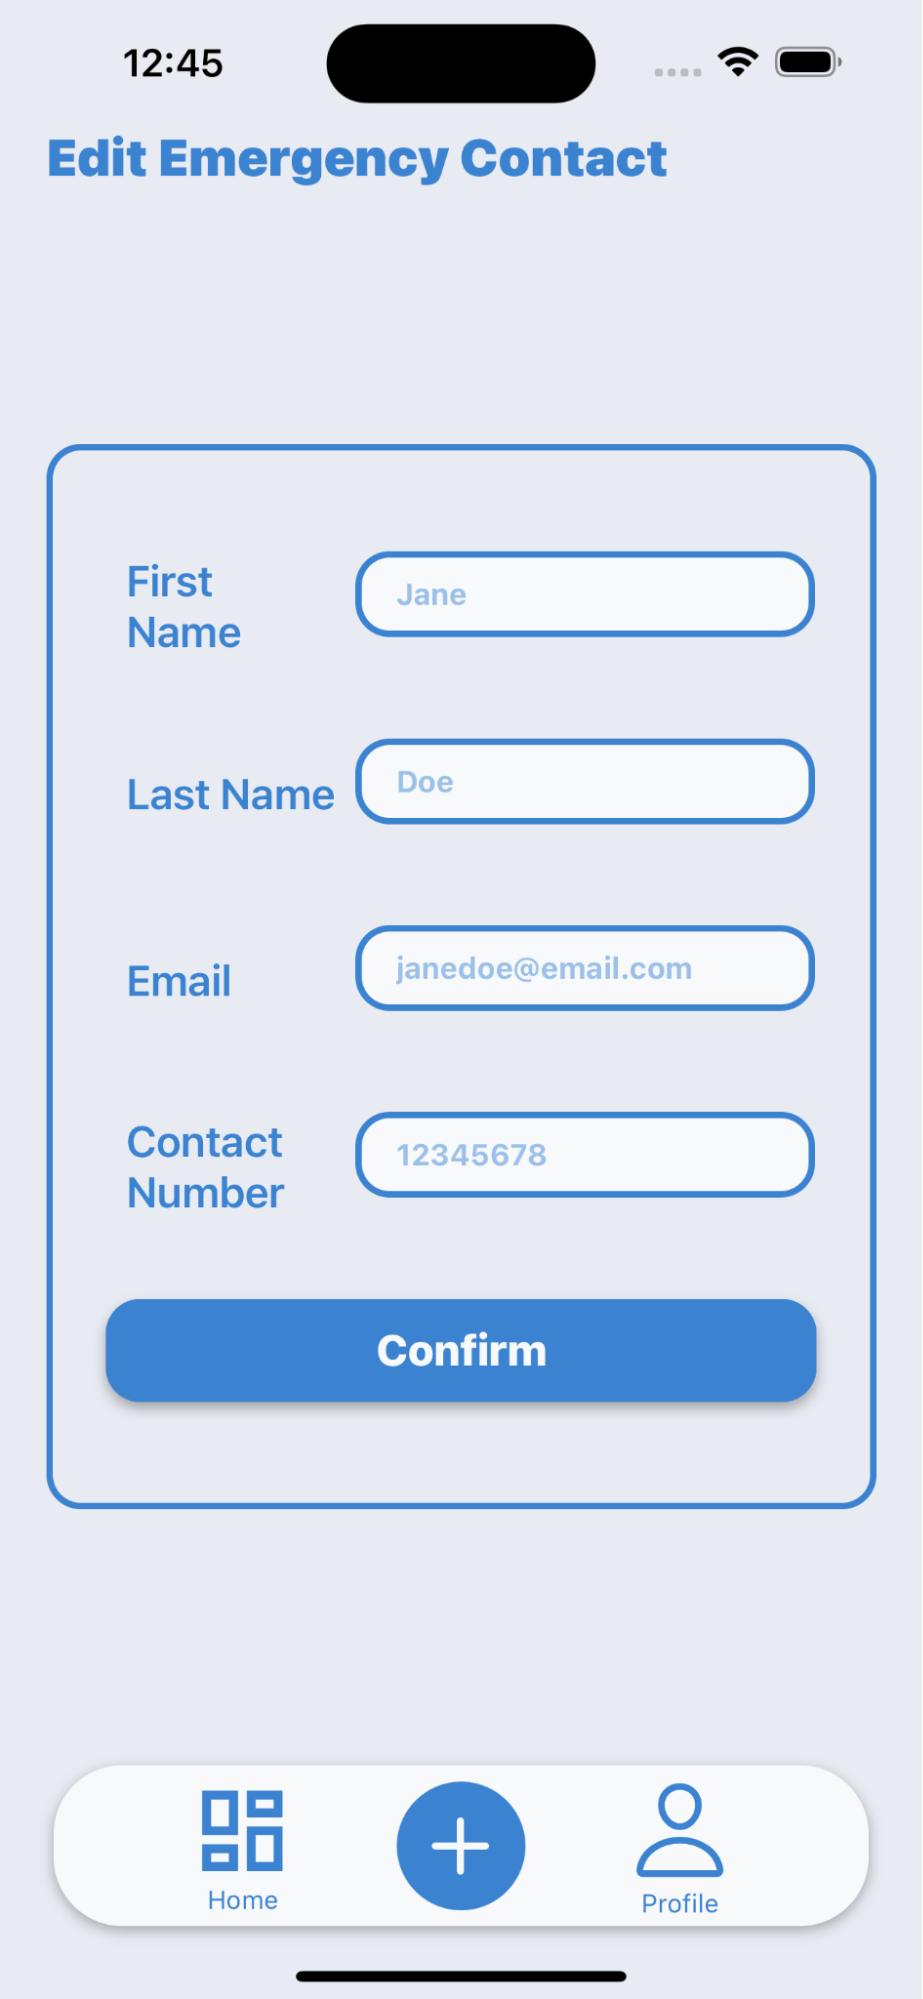 12:45
Edit Emergency Contact
First
Name
Jane
Last Name
Doe
Email
janedoe@email.com
Contact
Number
12345678
Confirm
Home
Profile